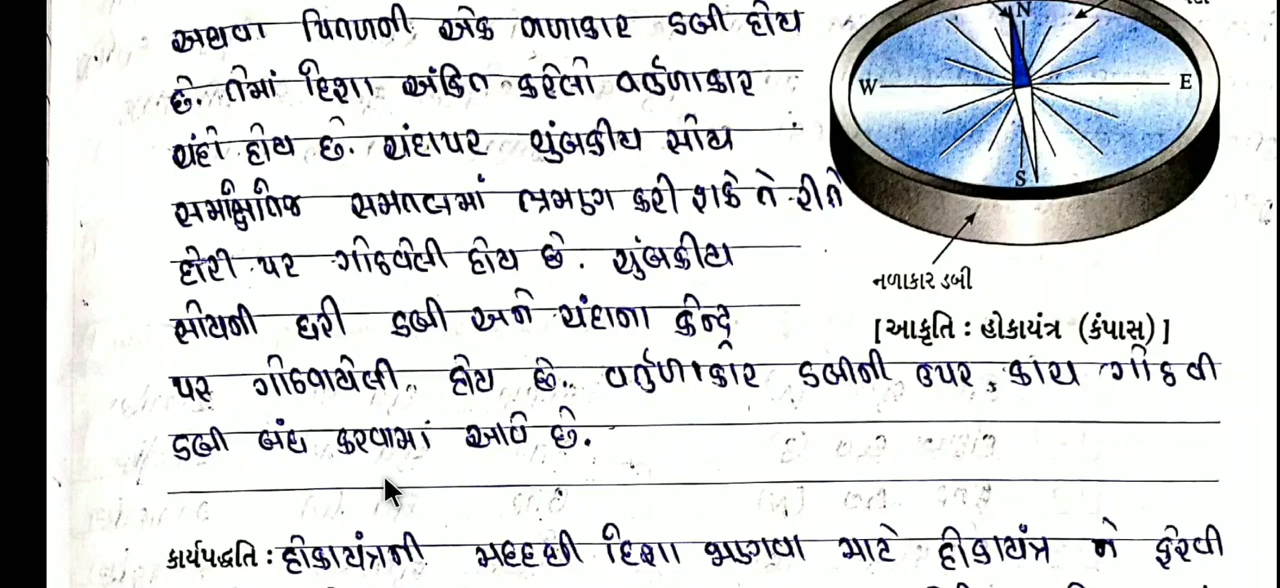 અથવા પિતળની એક નળાકાર ડબી હોય
છે. તેમાં દિશા અંકિત કરેલો વર્તુળાકાર
ચંદો હોય છે. ચંદાપર ચુંબકીય સોય
સમક્ષિતિજ સમતલમાં ભ્રમણ કરી શકે તે રીતે
હોરી પર ગોઠવેલી હોય છે. ચુંબકીય
સોયની ધરી ડબી અને ચંદાના કેન્દ્ર
પર ગોઠવાયેલી હોય છે. વર્તુળાકાર ડબીની ઉપર કાચ ગોઠવી
ડબી બંધ કરવામાં આવે છે.
N
W
E
S
નળાકાર ડબી
[આકૃતિ : હોકાયંત્ર (કંપાસ)]
કાર્યપદ્ધતિ : હોકાયંત્રની મદદથી દિશા જાણવા માટે હોકાયંત્ર ને ફેરવી